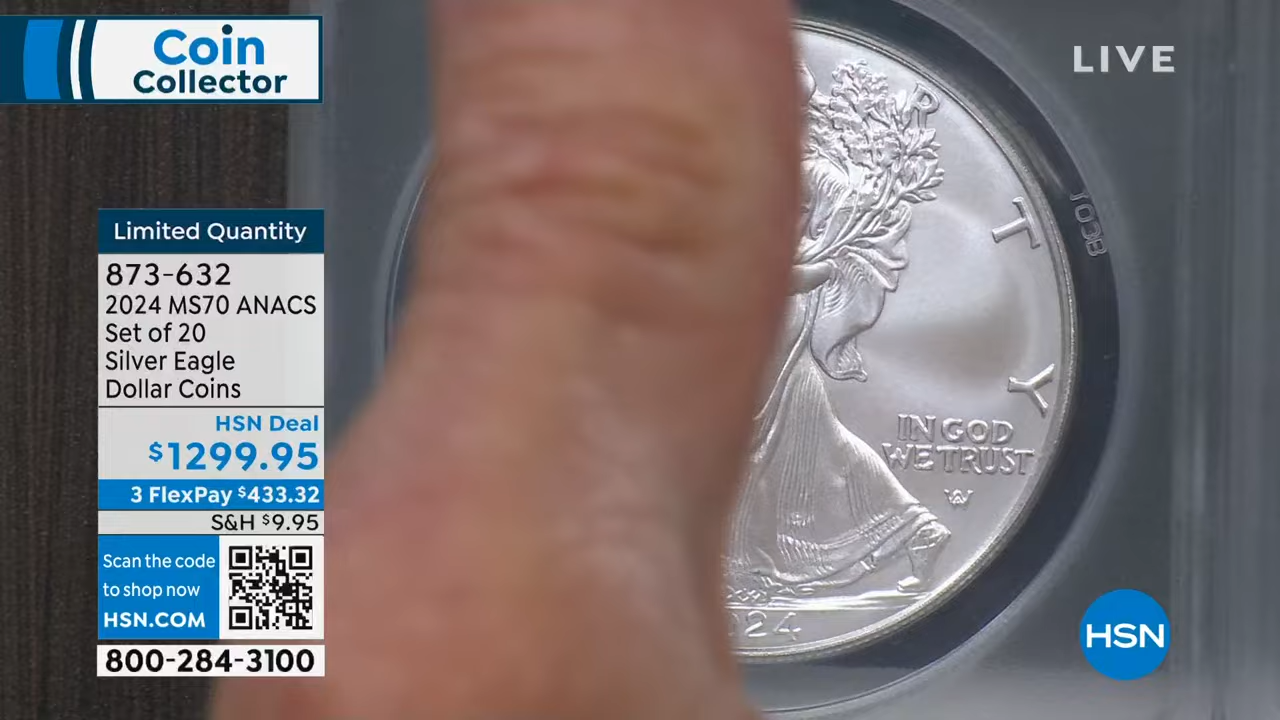 Coin
Collector
LIVE
Limited Quantity
873-632
2024 MS70 ANACS
Set of 20
Silver Eagle
Dollar Coins
HSN Deal
$1299.95
3 FlexPay $433.32
S&H $9.95
Scan the code
to shop now
HSN.COM
800-284-3100
R
T
Y
IN GOD
WE TRUST
24
HSN